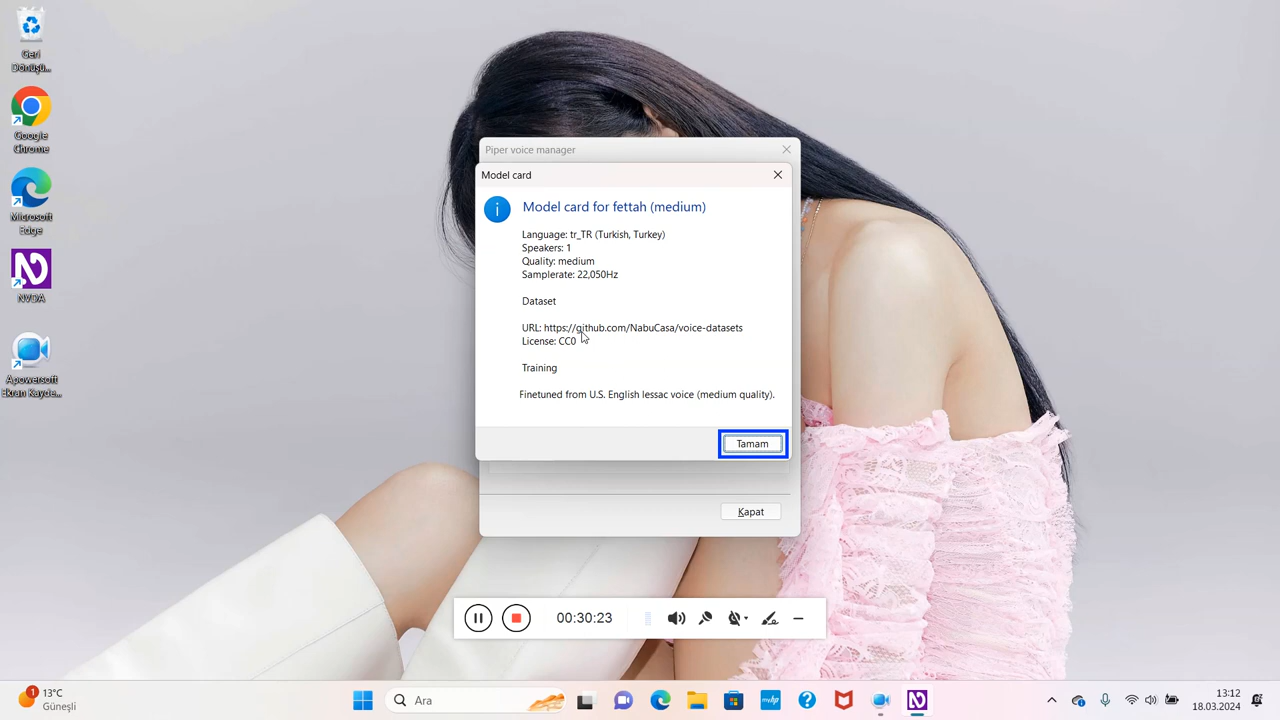 Geri
Dönüşü...
Google
Chrome
Microsoft
Edge
NVDA
Apowersoft
Ekran Kayde...
Piper voice manager
Model card
Model card for fettah (medium)
Language: tr_TR (Turkish, Turkey)
Speakers: 1
Quality: medium
Samplerate: 22,050Hz
Dataset
URL: https://github.com/NabuCasa/voice-datasets
License: CC0
Training
Finetuned from U.S. English lessac voice (medium quality).
Tamam
Kapat
00:30:23
1
13°C
Güneşli
Ara
myhp
13:12
18.03.2024